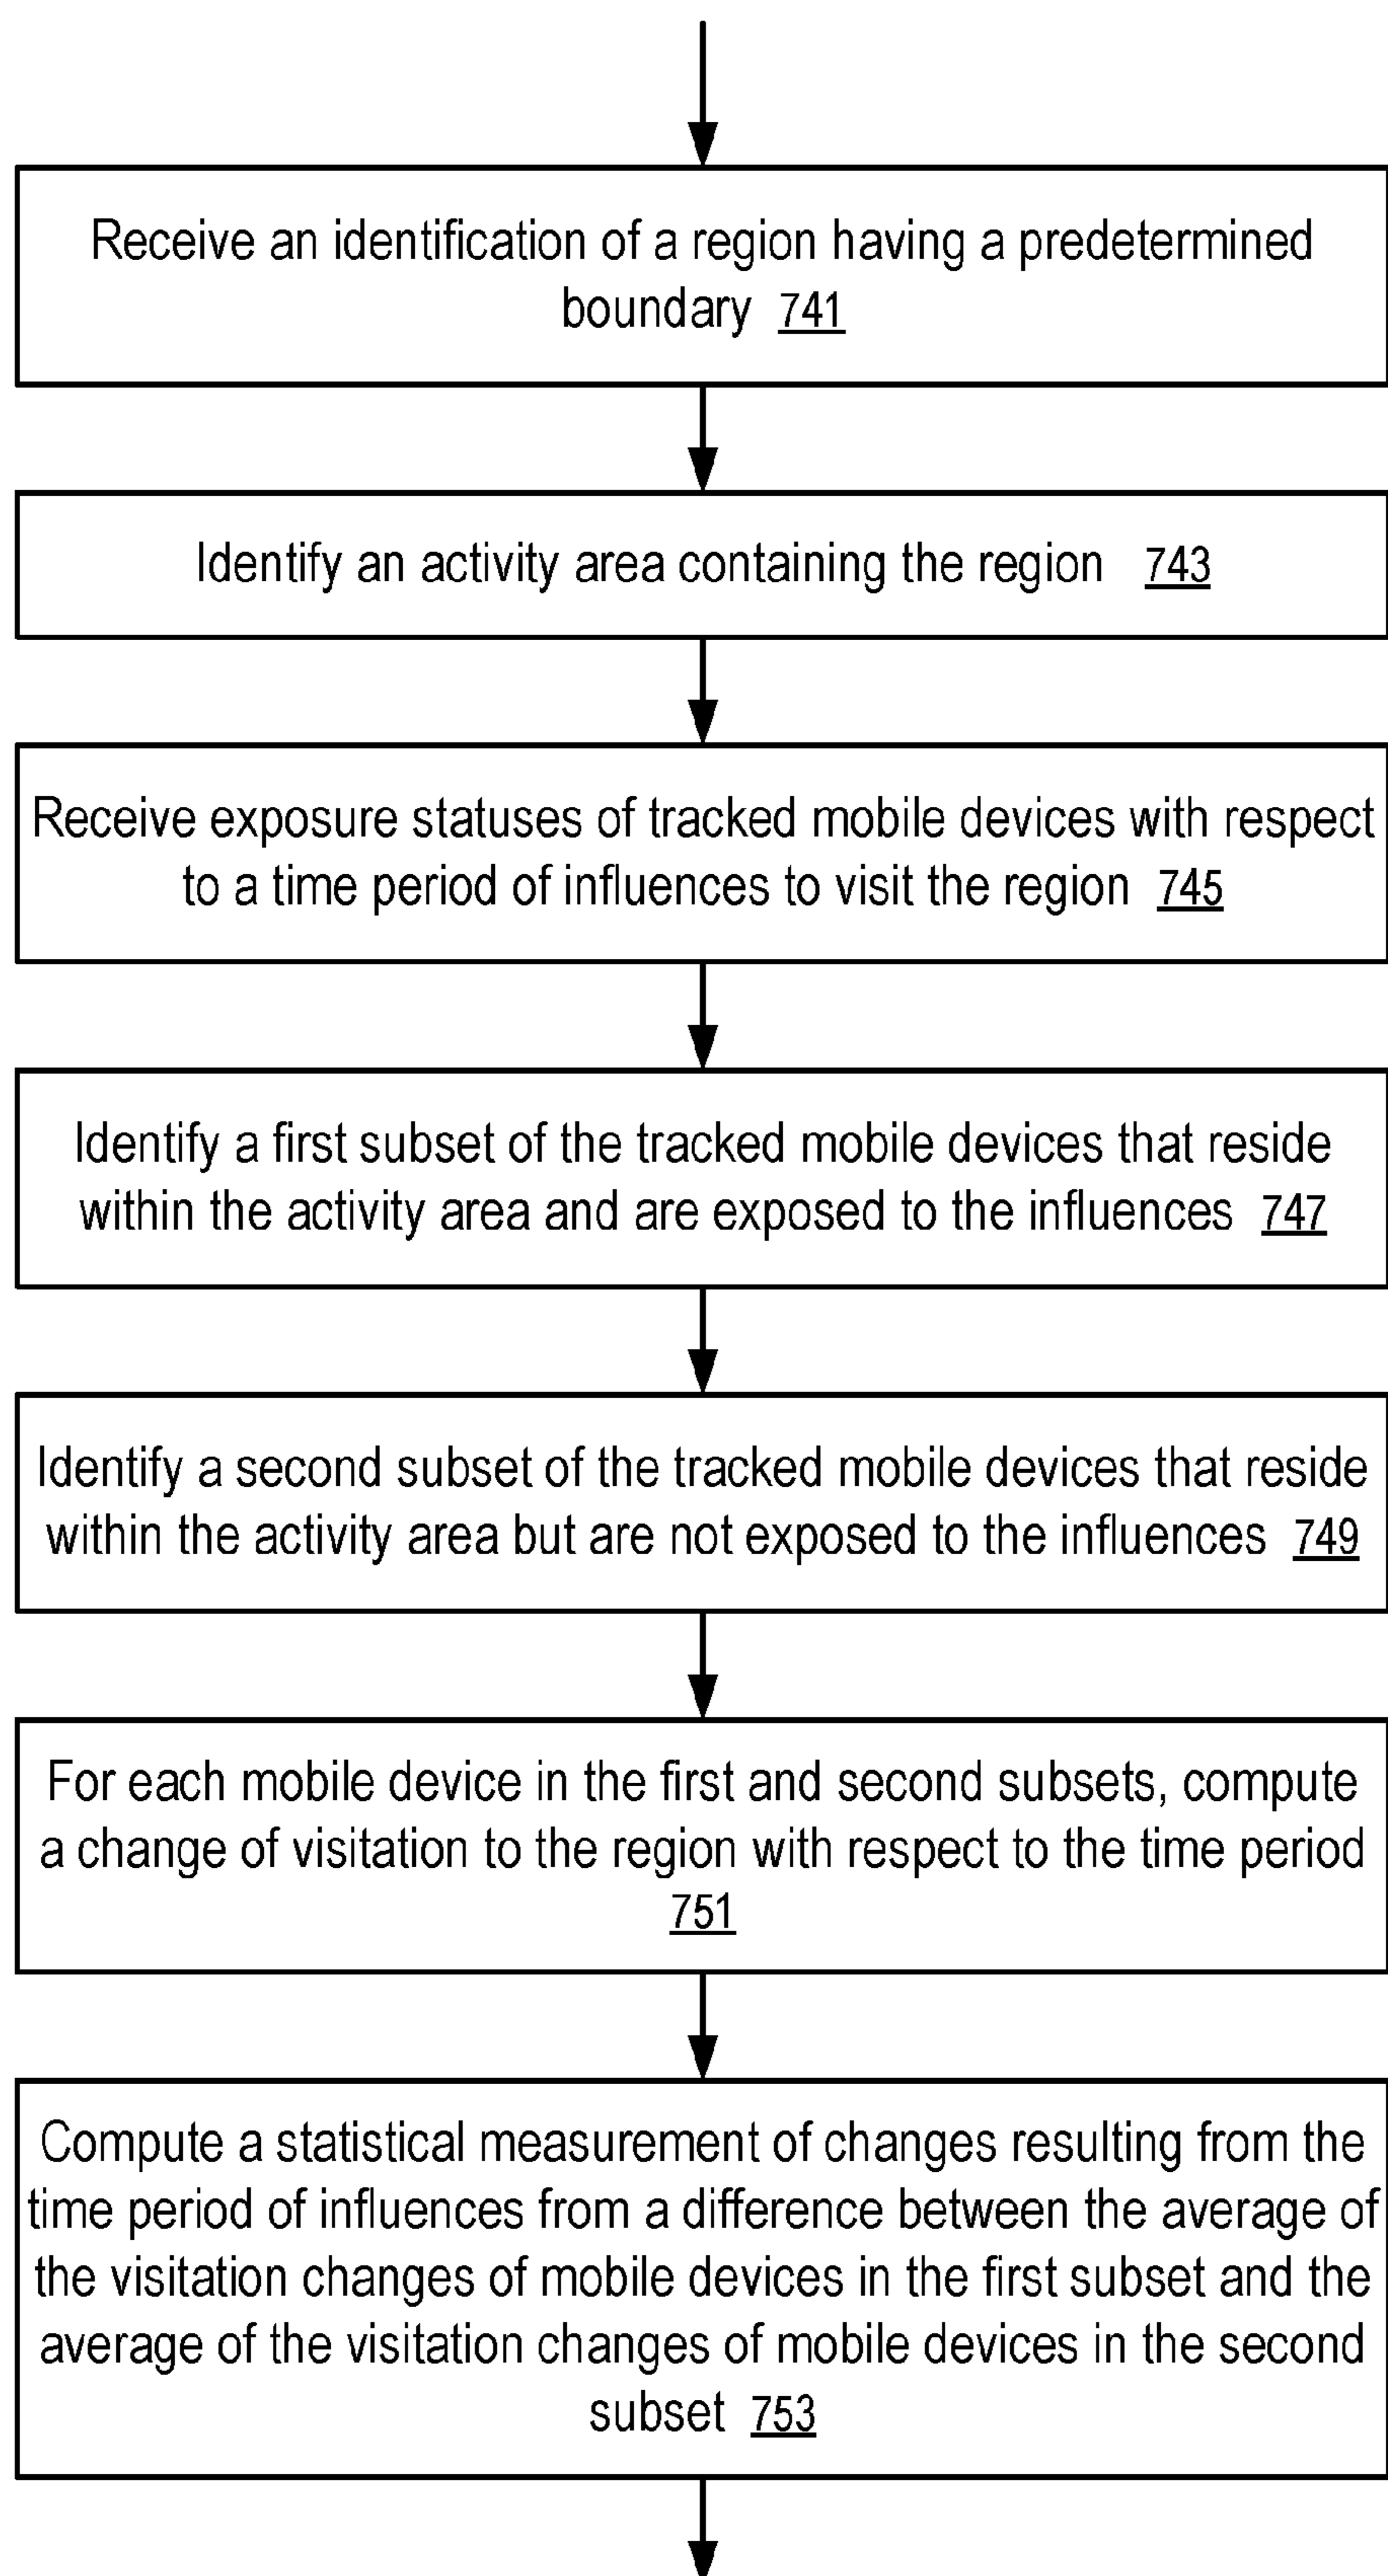 Receive an identification of a region having a predetermined
boundary 741
Identify an activity area containing the region 743
Receive exposure statuses of tracked mobile devices with respect
to a time period of influences to visit the region 745
Identify a first subset of the tracked mobile devices that reside
within the activity area and are exposed to the influences 747
Identify a second subset of the tracked mobile devices that reside
within the activity area but are not exposed to the influences 749
For each mobile device in the first and second subsets, compute
a change of visitation to the region with respect to the time period
751
Compute a statistical measurement of changes resulting from the
time period of influences from a difference between the average of
the visitation changes of mobile devices in the first subset and the
average of the visitation changes of mobile devices in the second
subset 753